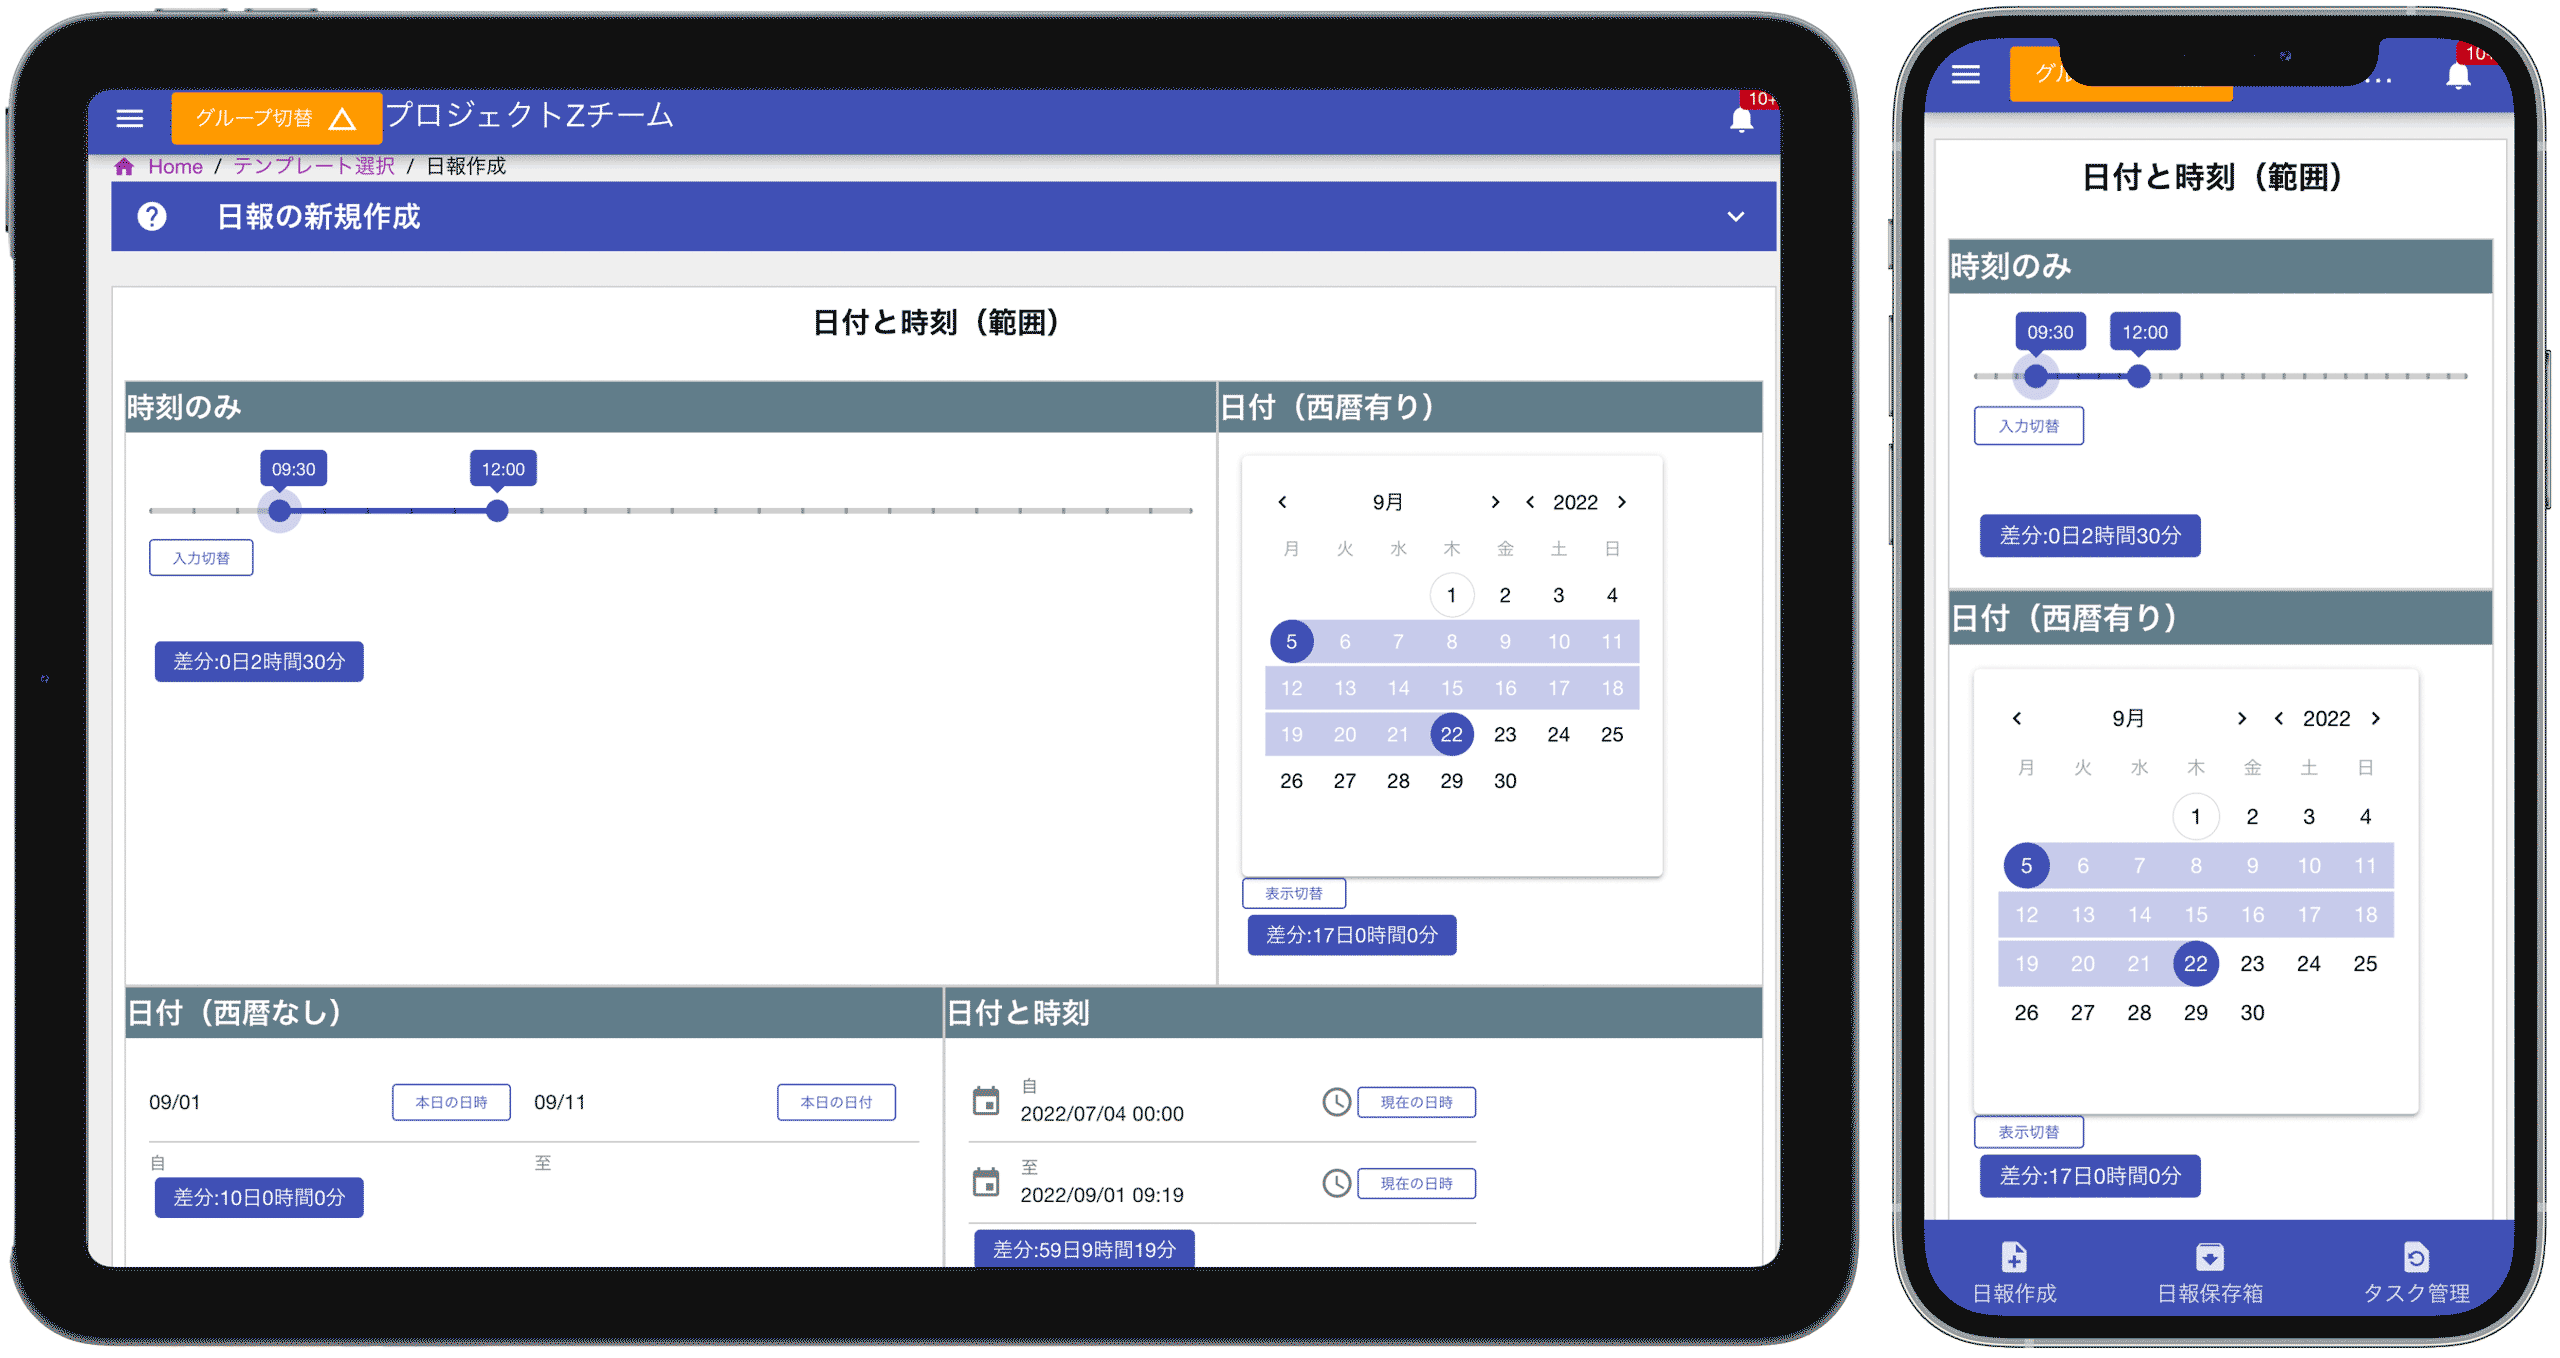 グループ切替 プロジェクトZチーム 10+
Home / テンプレート選択 / 日報作成
? 日報の新規作成
日付と時刻（範囲）
時刻のみ
09:30 12:00
入力切替
差分:0日2時間30分
日付（西暦有り）
9月 2022
月 火 水 木 金 土 日
1 2 3 4
5 6 7 8 9 10 11
12 13 14 15 16 17 18
19 20 21 22 23 24 25
26 27 28 29 30
表示切替
差分:17日0時間0分
日付（西暦なし）
09/01 本日の日時 09/11 本日の日付
自 至
差分:10日0時間0分
日付と時刻
自
2022/07/04 00:00 現在の日時
至
2022/09/01 09:19 現在の日時
差分:59日9時間19分
グル ... 10+
日付と時刻（範囲）
時刻のみ
09:30 12:00
入力切替
差分:0日2時間30分
日付（西暦有り）
9月 2022
月 火 水 木 金 土 日
1 2 3 4
5 6 7 8 9 10 11
12 13 14 15 16 17 18
19 20 21 22 23 24 25
26 27 28 29 30
表示切替
差分:17日0時間0分
日報作成 日報保存箱 タスク管理